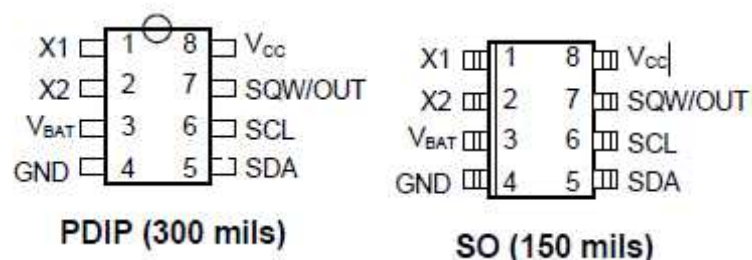 X1 1 8 VCC
X2 2 7 SQW/OUT
VBAT 3 6 SCL
GND 4 5 SDA
PDIP (300 mils)
X1 1 8 VCC
X2 2 7 SQW/OUT
VBAT 3 6 SCL
GND 4 5 SDA
SO (150 mils)